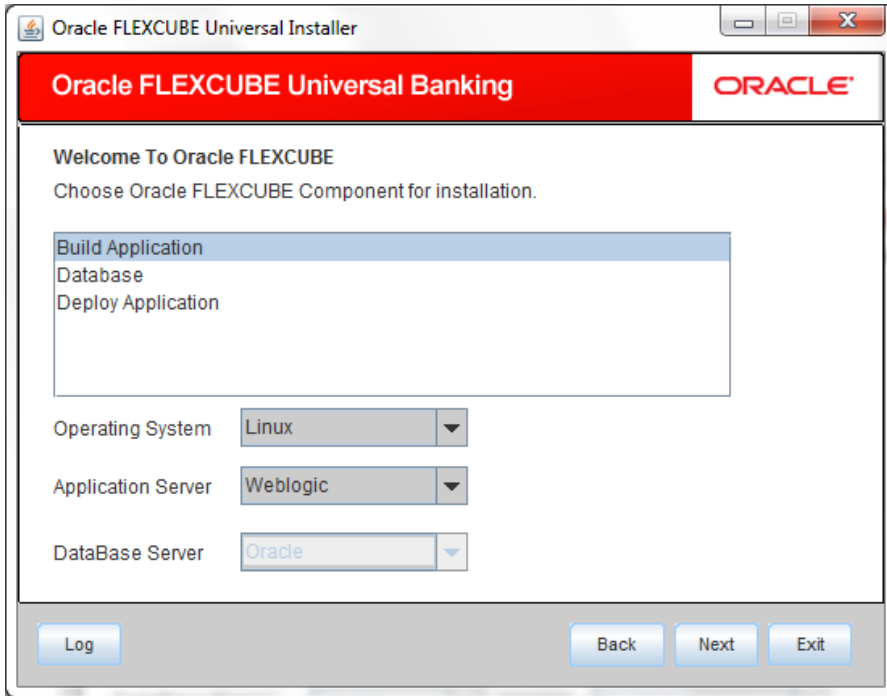 Oracle FLEXCUBE Universal Installer
Oracle FLEXCUBE Universal Banking
ORACLE
Welcome To Oracle FLEXCUBE
Choose Oracle FLEXCUBE Component for installation.
Build Application
Database
Deploy Application
Operating System Linux
Application Server Weblogic
DataBase Server Oracle
Log Back Next Exit